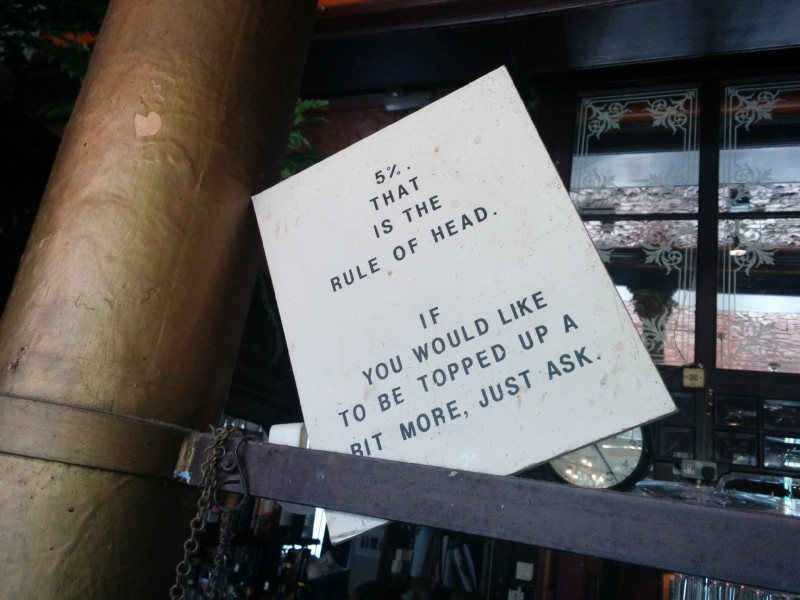 5%.
THAT
IS THE
RULE OF HEAD.
IF
YOU WOULD LIKE
TO BE TOPPED UP A
BIT MORE, JUST ASK.